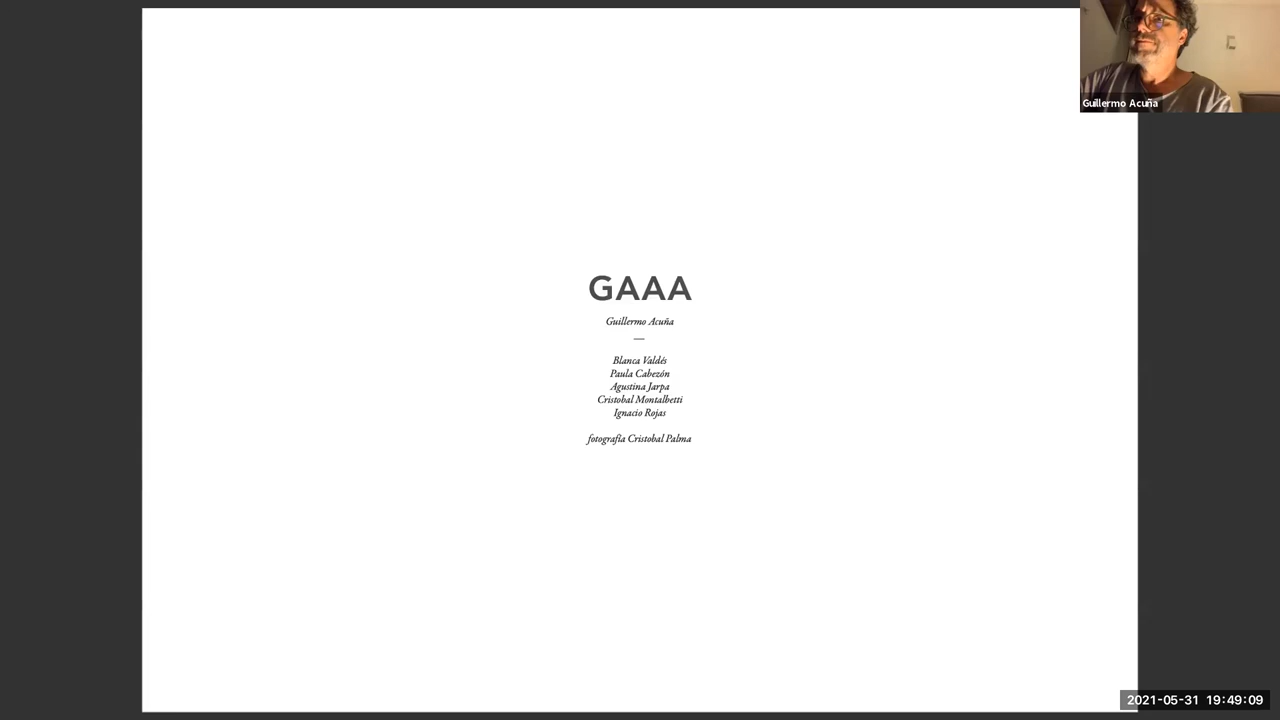 Guillermo Acuña
GAAA
Guillermo Acuña
—
Blanca Valdés
Paula Cabezón
Agustina Jarpa
Cristobal Montalbetti
Ignacio Rojas
fotografía Cristobal Palma
2021-05-31 19:49:09